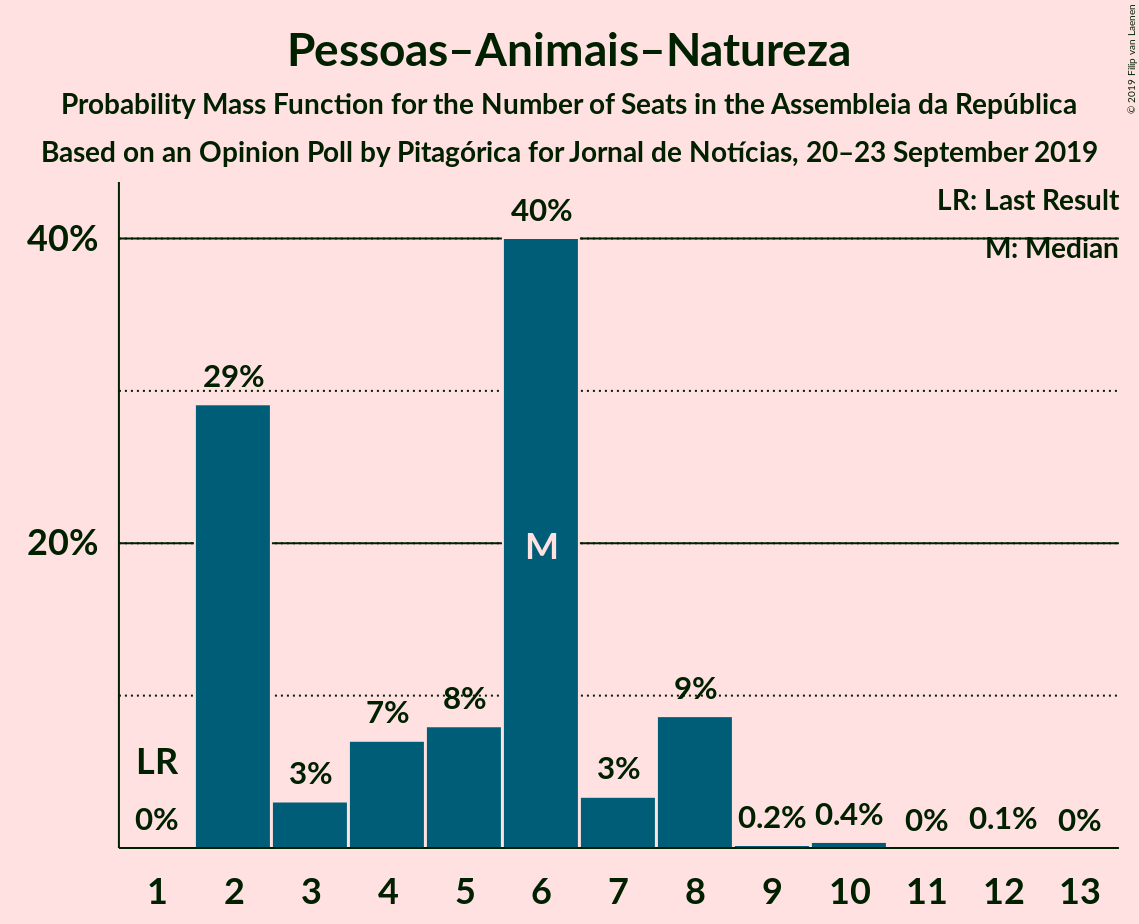 Pessoas–Animais–Natureza
Probability Mass Function for the Number of Seats in the Assembleia da República
Based on an Opinion Poll by Pitagórica for Jornal de Notícias, 20–23 September 2019
© 2019 Filip van Laenen
LR: Last Result
M: Median
40%
20%
40%
29%
9%
8%
7%
3%
3%
LR
0%
0.2%
0.4%
0%
0.1%
0%
M
1 2 3 4 5 6 7 8 9 10 11 12 13